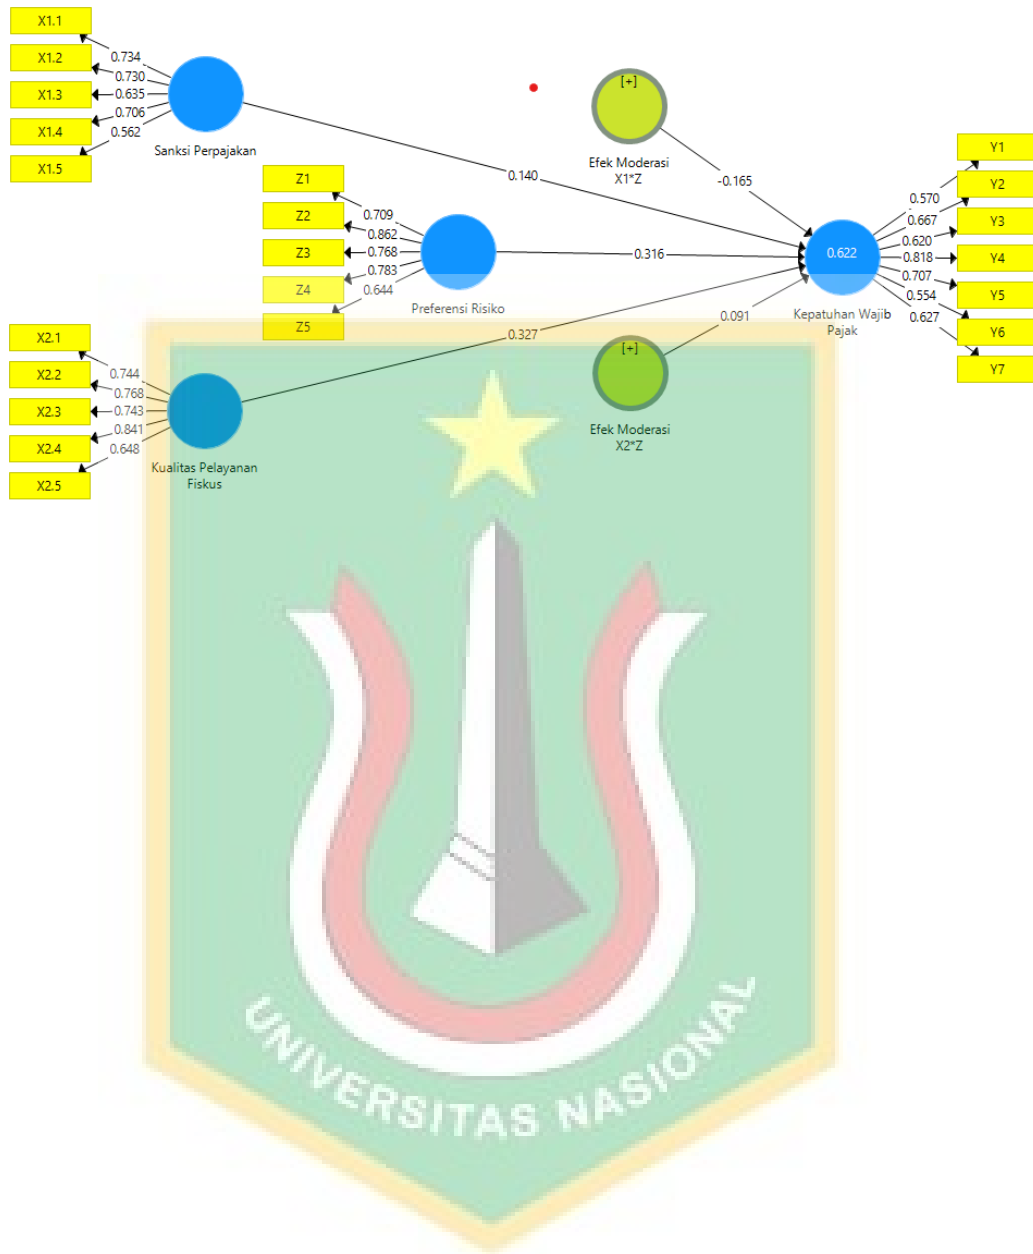 X1.1
X1.2
X1.3
X1.4
X1.5
0.734
0.730
0.635
0.706
0.562
Sanksi Perpajakan
0.140
[+]
Efek Moderasi
X1*Z
-0.165
Z1
Z2
Z3
Z4
Z5
0.709
0.862
0.768
0.783
0.644
Preferensi Risiko
0.316
0.622
Kepatuhan Wajib
Pajak
0.570
0.667
0.620
0.818
0.707
0.554
0.627
Y1
Y2
Y3
Y4
Y5
Y6
Y7
X2.1
X2.2
X2.3
X2.4
X2.5
0.744
0.768
0.743
0.841
0.648
Kualitas Pelayanan
Fiskus
0.327
0.091
[+]
Efek Moderasi
X2*Z
UNIVERSITAS NASIONAL